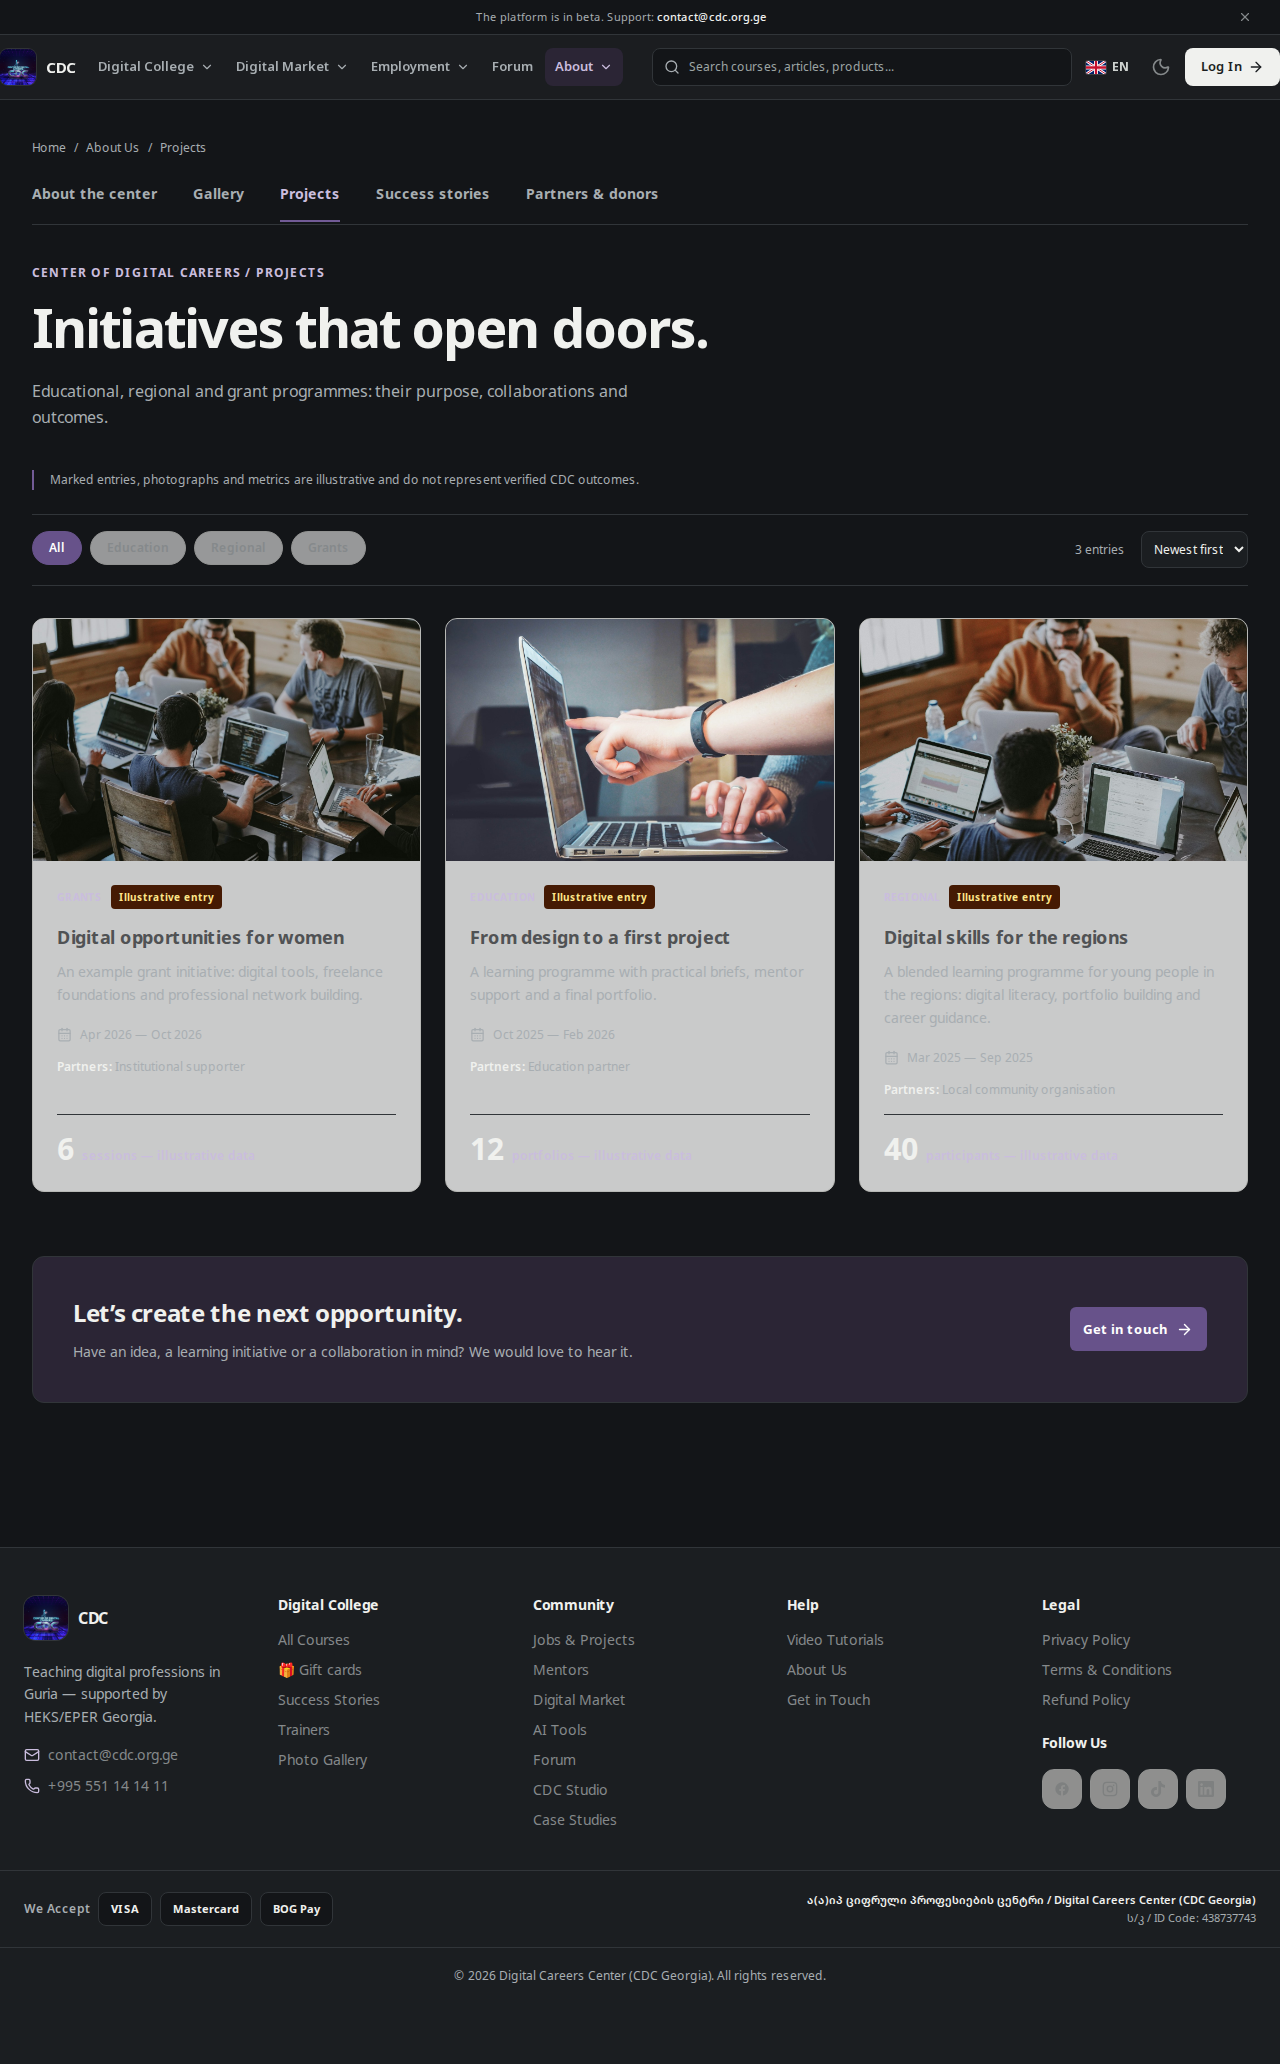 The platform is in beta. Support: contact@cdc.org.ge
CDC
Digital College
Digital Market
Employment
Forum
About
Search courses, articles, products...
EN
Log In
Home / About Us / Projects
About the center
Gallery
Projects
Success stories
Partners & donors
CENTER OF DIGITAL CAREERS / PROJECTS
Initiatives that open doors.
Educational, regional and grant programmes: their purpose, collaborations and
outcomes.
Marked entries, photographs and metrics are illustrative and do not represent verified CDC outcomes.
All
Education
Regional
Grants
3 entries
Newest first
GRANTS
Illustrative entry
Digital opportunities for women
An example grant initiative: digital tools, freelance
foundations and professional network building.
Apr 2026 — Oct 2026
Partners: Institutional supporter
6 sessions — illustrative data
EDUCATION
Illustrative entry
From design to a first project
A learning programme with practical briefs, mentor
support and a final portfolio.
Oct 2025 — Feb 2026
Partners: Education partner
12 portfolios — illustrative data
REGIONAL
Illustrative entry
Digital skills for the regions
A blended learning programme for young people in
the regions: digital literacy, portfolio building and
career guidance.
Mar 2025 — Sep 2025
Partners: Local community organisation
40 participants — illustrative data
Let’s create the next opportunity.
Have an idea, a learning initiative or a collaboration in mind? We would love to hear it.
Get in touch
CDC
Teaching digital professions in
Guria — supported by
HEKS/EPER Georgia.
contact@cdc.org.ge
+995 551 14 14 11
Digital College
All Courses
🎁 Gift cards
Success Stories
Trainers
Photo Gallery
Community
Jobs & Projects
Mentors
Digital Market
AI Tools
Forum
CDC Studio
Case Studies
Help
Video Tutorials
About Us
Get in Touch
Legal
Privacy Policy
Terms & Conditions
Refund Policy
Follow Us
We Accept
VISA
Mastercard
BOG Pay
ა(ა)იპ ციფრული პროფესიების ცენტრი / Digital Careers Center (CDC Georgia)
ს/კ / ID Code: 438737743
© 2026 Digital Careers Center (CDC Georgia). All rights reserved.